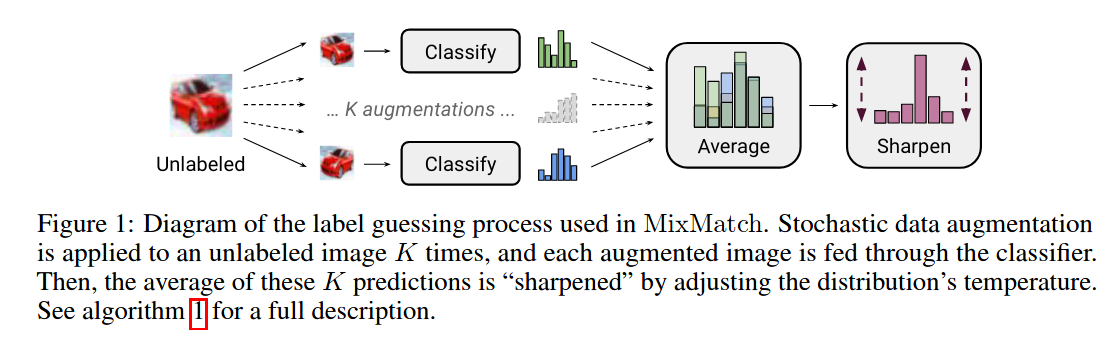 Classify
... K augmentations ...
Unlabeled
Classify
Average
Sharpen
Figure 1: Diagram of the label guessing process used in MixMatch. Stochastic data augmentation
is applied to an unlabeled image K times, and each augmented image is fed through the classifier.
Then, the average of these K predictions is “sharpened” by adjusting the distribution’s temperature.
See algorithm 1 for a full description.